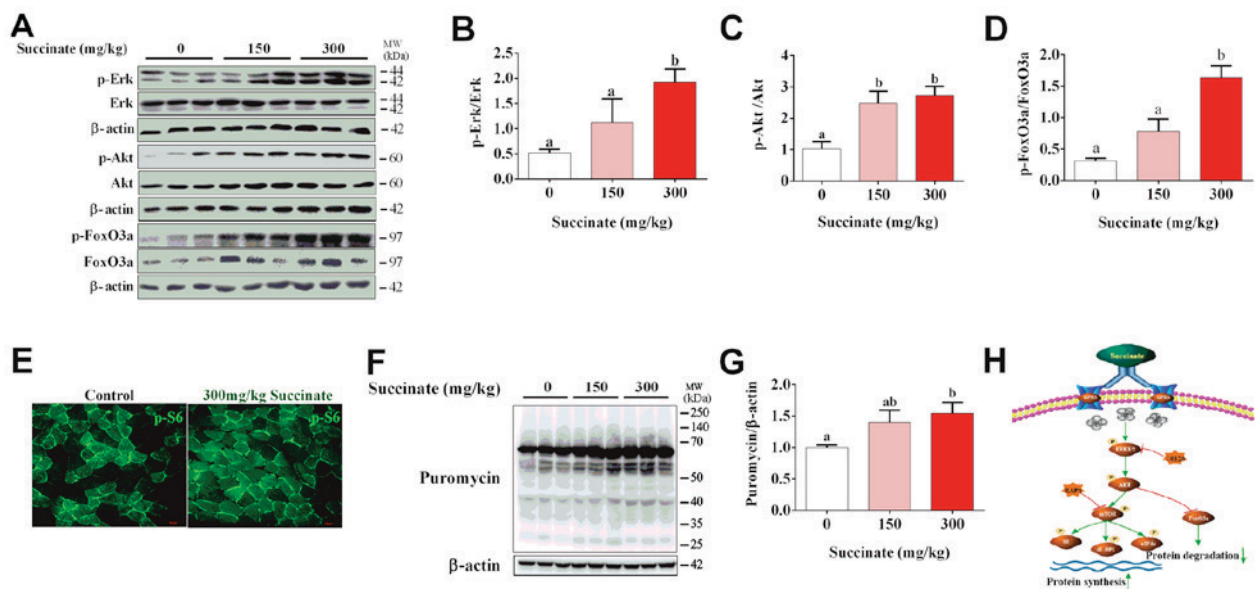 A
Succinate (mg/kg) 0 150 300 MW (kDa)
p-Erk 44
42
Erk 44
42
β-actin 42
p-Akt 60
Akt 60
β-actin 42
p-FoxO3a 97
FoxO3a 97
β-actin 42
B
p-Erk/Erk
2.5
2.0
1.5
1.0
0.5
0.0
a a b
0 150 300
Succinate (mg/kg)
C
p-Akt /Akt
4
3
2
1
0
a b b
0 150 300
Succinate (mg/kg)
D
p-FoxO3a/FoxO3a
2.0
1.5
1.0
0.5
0.0
a a b
0 150 300
Succinate (mg/kg)
E
Control 300mg/kg Succinate
p-S6 p-S6
F
Succinate (mg/kg) 0 150 300 MW (kDa)
250
140
70
50
40
35
25
Puromycin
β-actin 42
G
Puromycin/β-actin
2.0
1.5
1.0
0.5
0.0
a ab b
0 150 300
Succinate (mg/kg)
H
Succinate
P
P
AKT
P
mTOR
P
FoxO3a
P P P
S6
Protein degradation
Protein synthesis